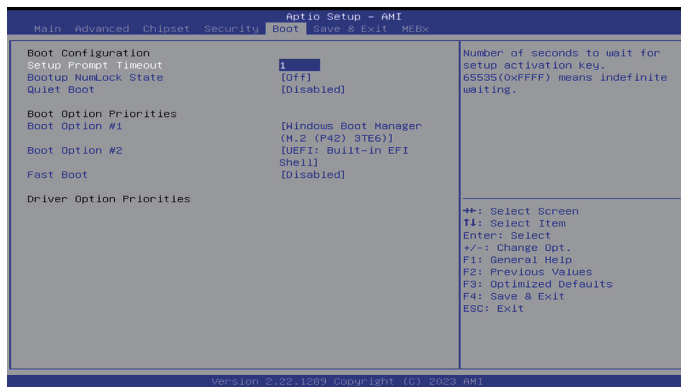 Aptio Setup – AMI
Main Advanced Chipset Security Boot Save & Exit MEBx
Boot Configuration
Setup Prompt Timeout 1
Bootup NumLock State [Off]
Quiet Boot [Disabled]
Boot Option Priorities
Boot Option #1 [Windows Boot Manager
(M.2 (P42) 3TE6)]
Boot Option #2 [UEFI: Built-in EFI
Shell]
Fast Boot [Disabled]
Driver Option Priorities
Number of seconds to wait for
setup activation key.
65535(0xFFFF) means indefinite
waiting.
→←: Select Screen
↑↓: Select Item
Enter: Select
+/-: Change Opt.
F1: General Help
F2: Previous Values
F3: Optimized Defaults
F4: Save & Exit
ESC: Exit
Version 2.22.1289 Copyright (C) 2023 AMI